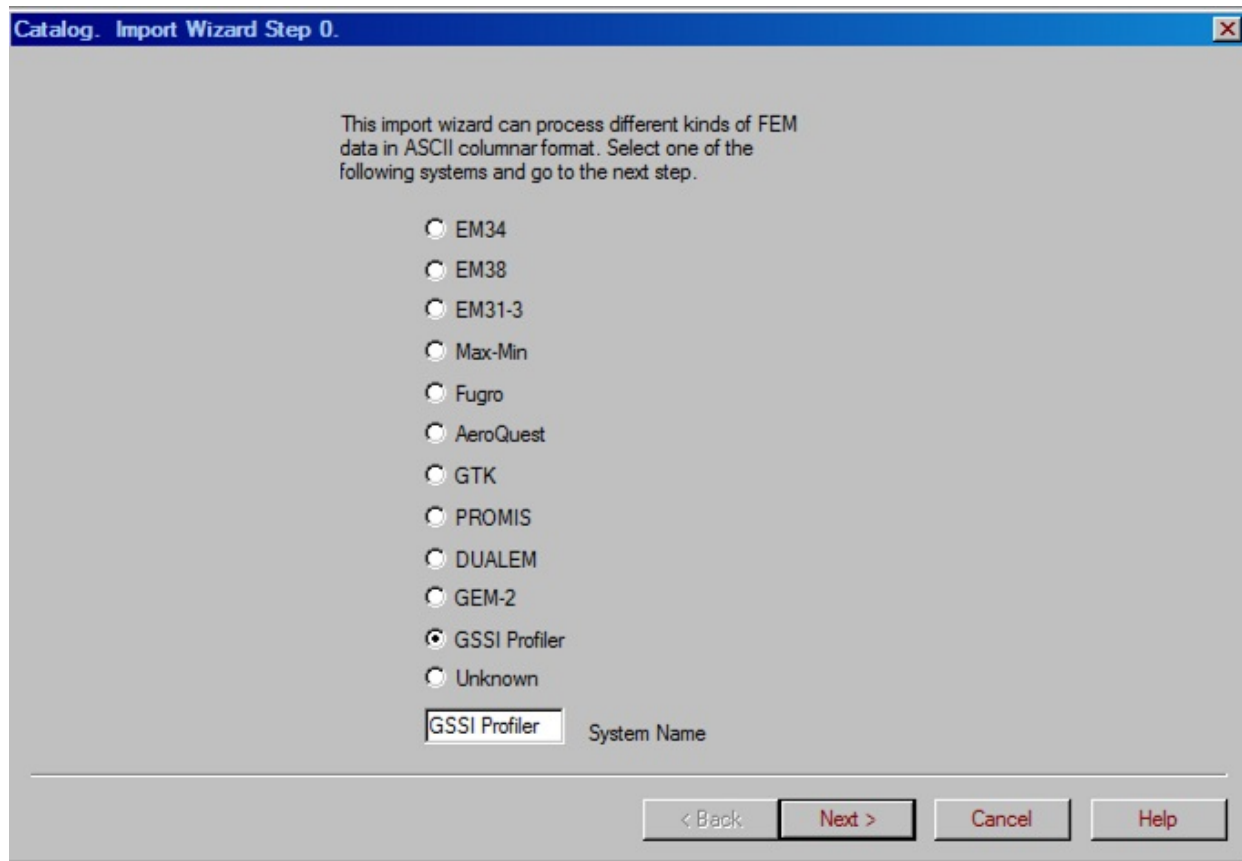 Catalog.  Import Wizard Step 0.
This import wizard can process different kinds of FEM
data in ASCII columnar format. Select one of the
following systems and go to the next step.
EM34
EM38
EM31-3
Max-Min
Fugro
AeroQuest
GTK
PROMIS
DUALEM
GEM-2
GSSI Profiler
Unknown
GSSI Profiler System Name
< Back Next > Cancel Help